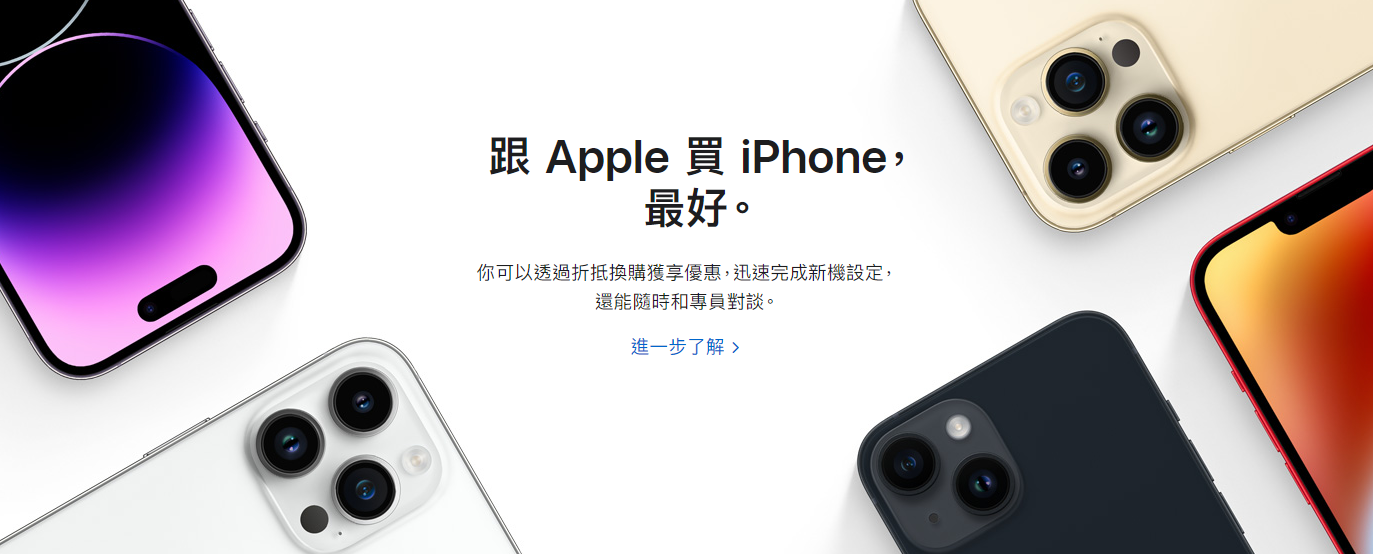 跟 Apple 買 iPhone，
最好。
你可以透過折抵換購獲享優惠，迅速完成新機設定，
還能隨時和專員對談。
進一步了解 >